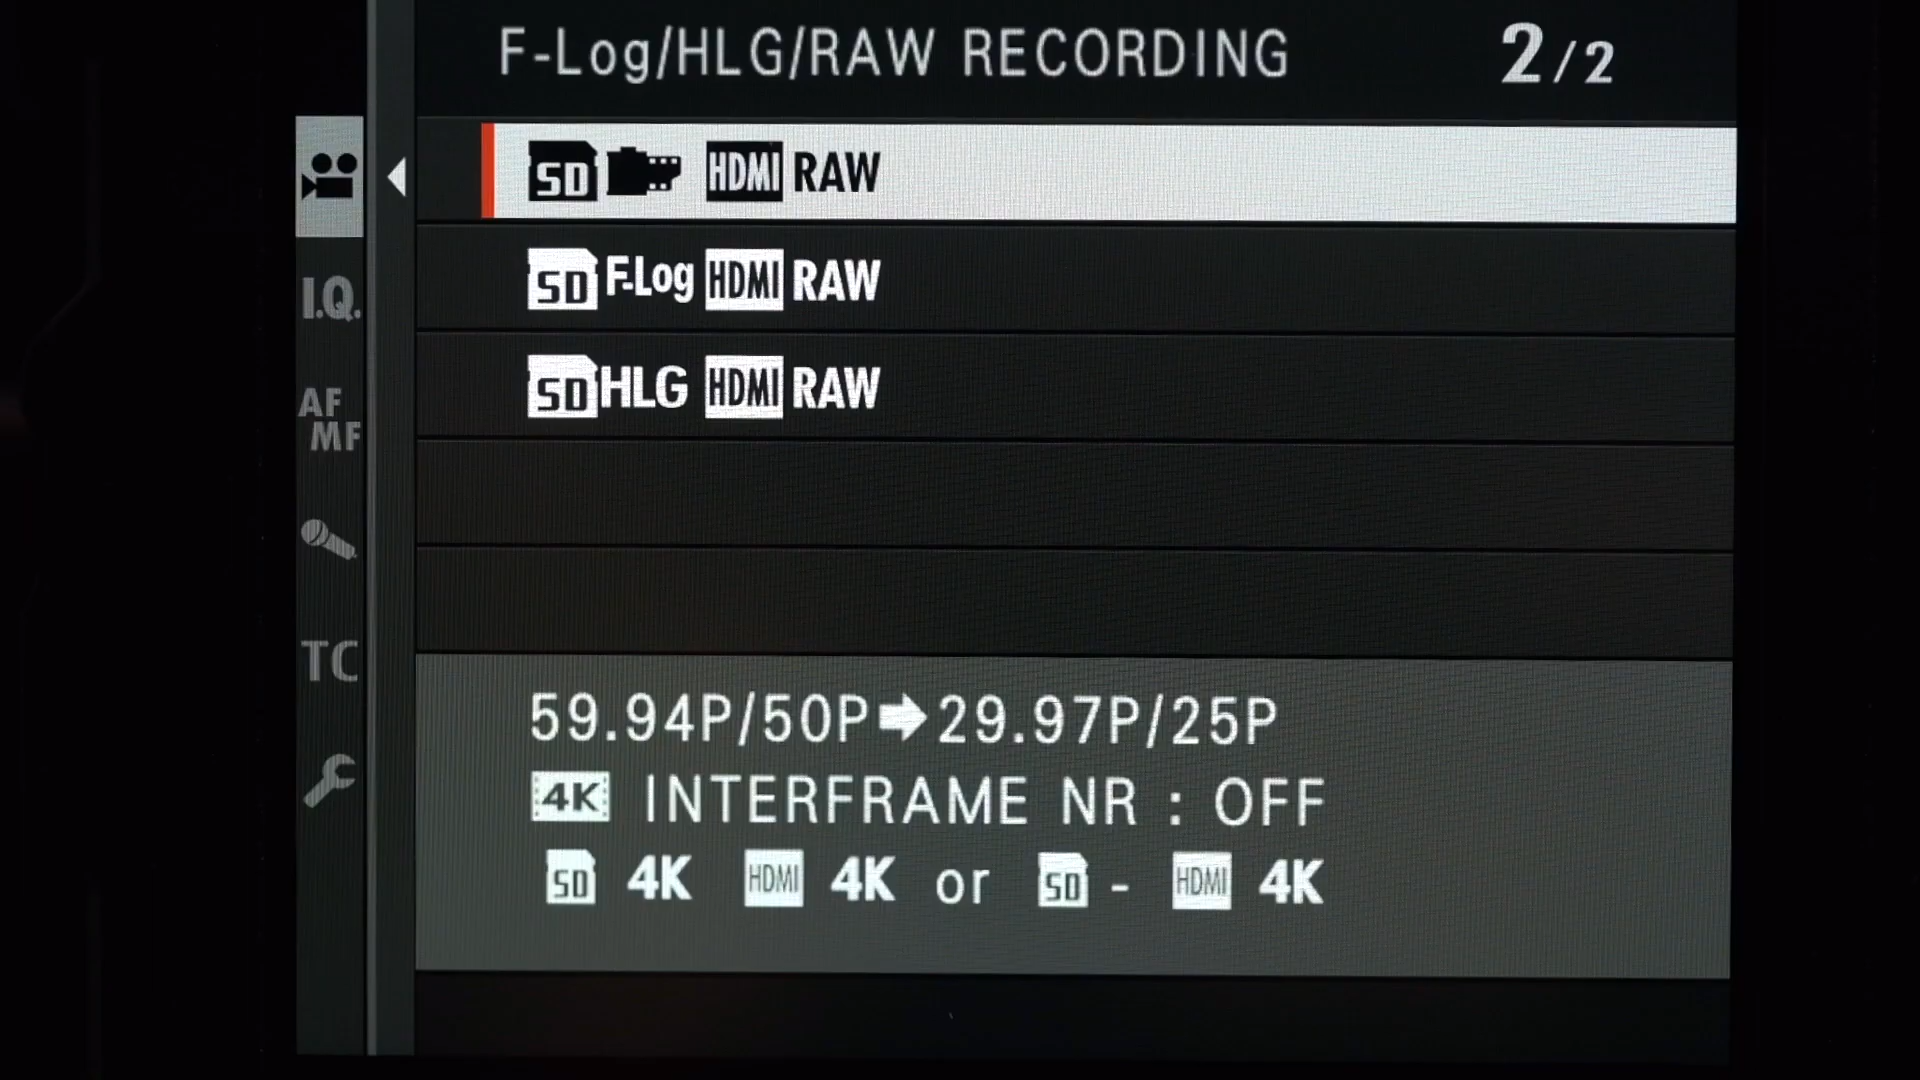 F-Log/HLG/RAW RECORDING 2/2
SD HDMI RAW
I.Q. SD F-Log HDMI RAW
AF MF SD HLG HDMI RAW
TC
59.94P/50P➡29.97P/25P
4K INTERFRAME NR : OFF
SD 4K HDMI 4K or SD - HDMI 4K